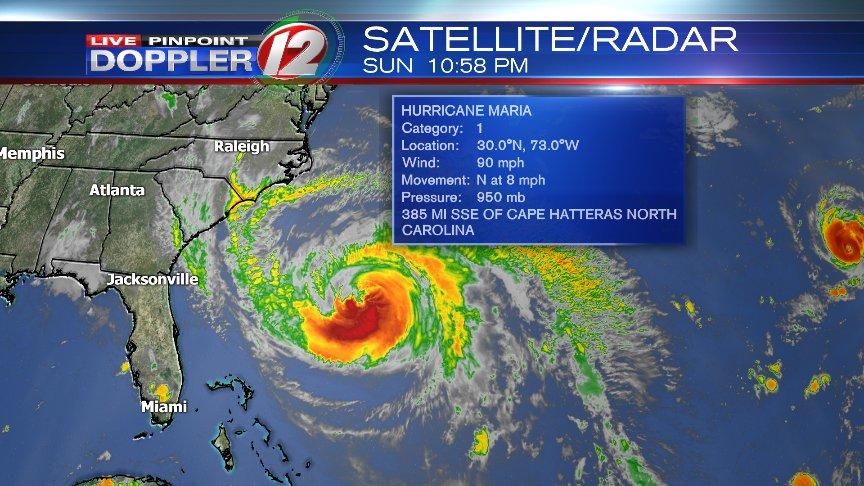 LIVE PINPOINT
DOPPLER 12
SATELLITE/RADAR
SUN 10:58 PM
HURRICANE MARIA
Category: 1
Location: 30.0°N, 73.0°W
Wind: 90 mph
Movement: N at 8 mph
Pressure: 950 mb
385 MI SSE OF CAPE HATTERAS NORTH
CAROLINA
Raleigh
Memphis
Atlanta
Jacksonville
Miami